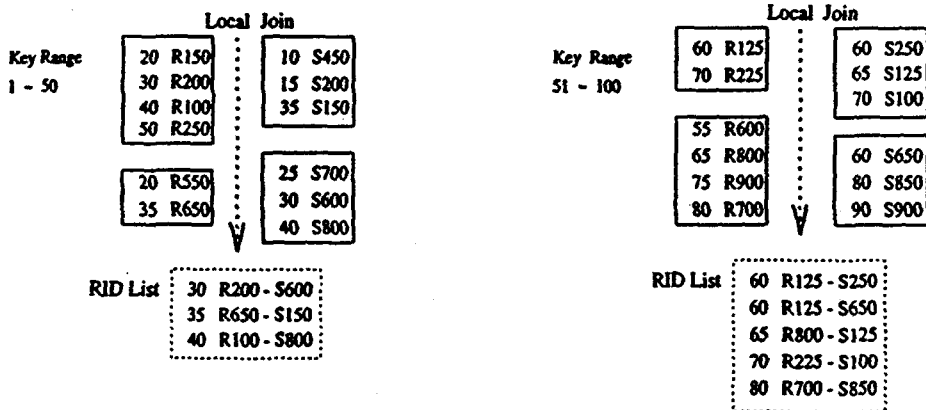 Local Join
Key Range
1 - 50
20 R150
30 R200
40 R100
50 R250
10 S450
15 S200
35 S150
20 R550
35 R650
25 S700
30 S600
40 S800
RID List
30 R200 - S600
35 R650 - S150
40 R100 - S800
Local Join
Key Range
51 - 100
60 R125
70 R225
60 S250
65 S125
70 S100
55 R600
65 R800
75 R900
80 R700
60 S650
80 S850
90 S900
RID List
60 R125 - S250
60 R125 - S650
65 R800 - S125
70 R225 - S100
80 R700 - S850